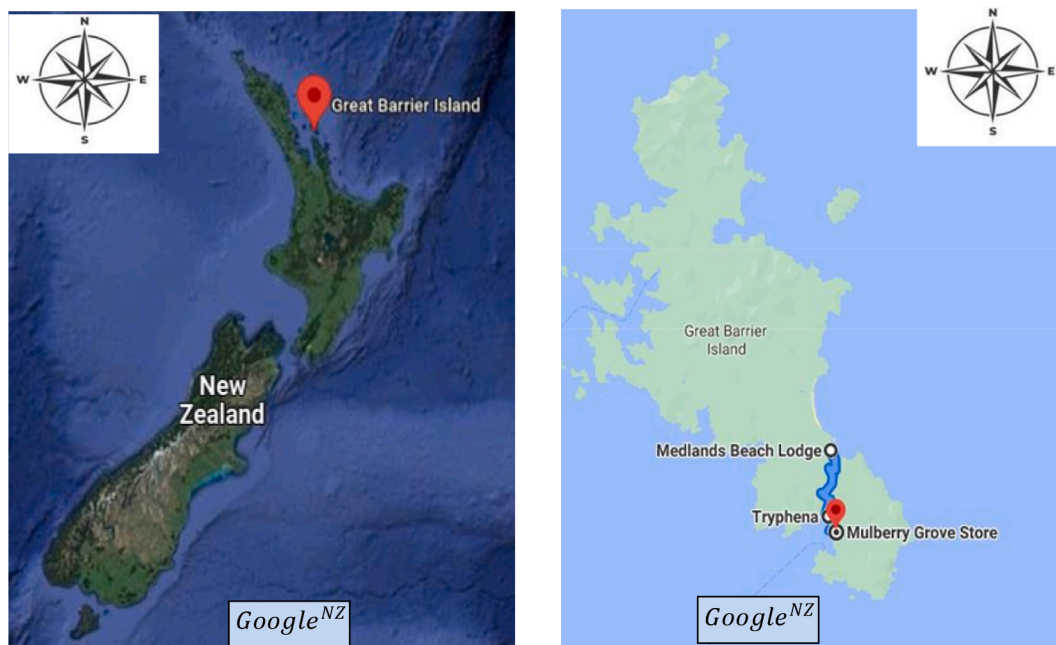 N
W
E
S
Great Barrier Island
New
Zealand
Google^NZ
N
W
E
S
Great Barrier
Island
Medlands Beach Lodge
Tryphena
Mulberry Grove Store
Google^NZ